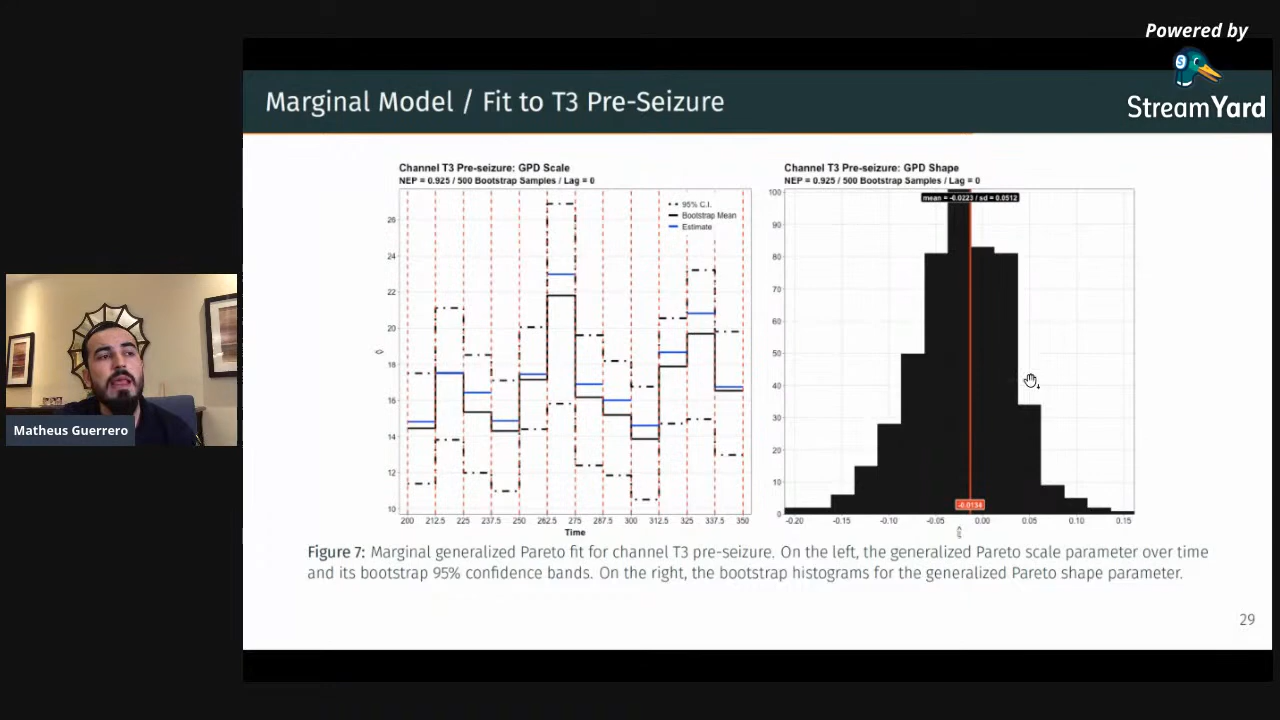 Powered by
StreamYard
Marginal Model / Fit to T3 Pre-Seizure
Channel T3 Pre-seizure: GPD Scale
NEP = 0.925 / 500 Bootstrap Samples / Lag = 0
95% C.I.
Bootstrap Mean
Estimate
26
24
22
20
18
16
14
12
10
200 212.5 225 237.5 250 262.5 275 287.5 300 312.5 325 337.5 350
Time
Channel T3 Pre-seizure: GPD Shape
NEP = 0.925 / 500 Bootstrap Samples / Lag = 0
mean = -0.0223 / sd = 0.0512
100
90
80
70
60
50
40
30
20
10
0
-0.0134
-0.20 -0.15 -0.10 -0.05 0.00 0.05 0.10 0.15
Figure 7: Marginal generalized Pareto fit for channel T3 pre-seizure. On the left, the generalized Pareto scale parameter over time
and its bootstrap 95% confidence bands. On the right, the bootstrap histograms for the generalized Pareto shape parameter.
29
Matheus Guerrero